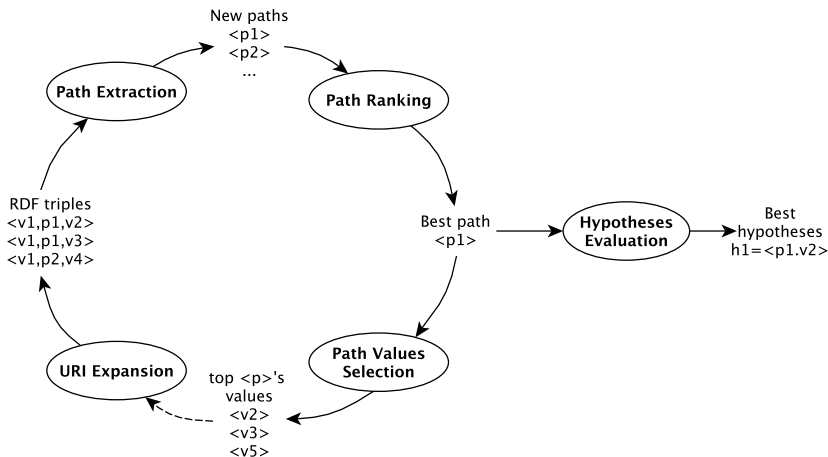 New paths
<p1>
<p2>
...
Path Extraction
Path Ranking
RDF triples
<v1,p1,v2>
<v1,p1,v3>
<v1,p2,v4>
Best path
<p1>
Hypotheses
Evaluation
Best
hypotheses
h1=<p1.v2>
URI Expansion
Path Values
Selection
top <p>'s
values
<v2>
<v3>
<v5>